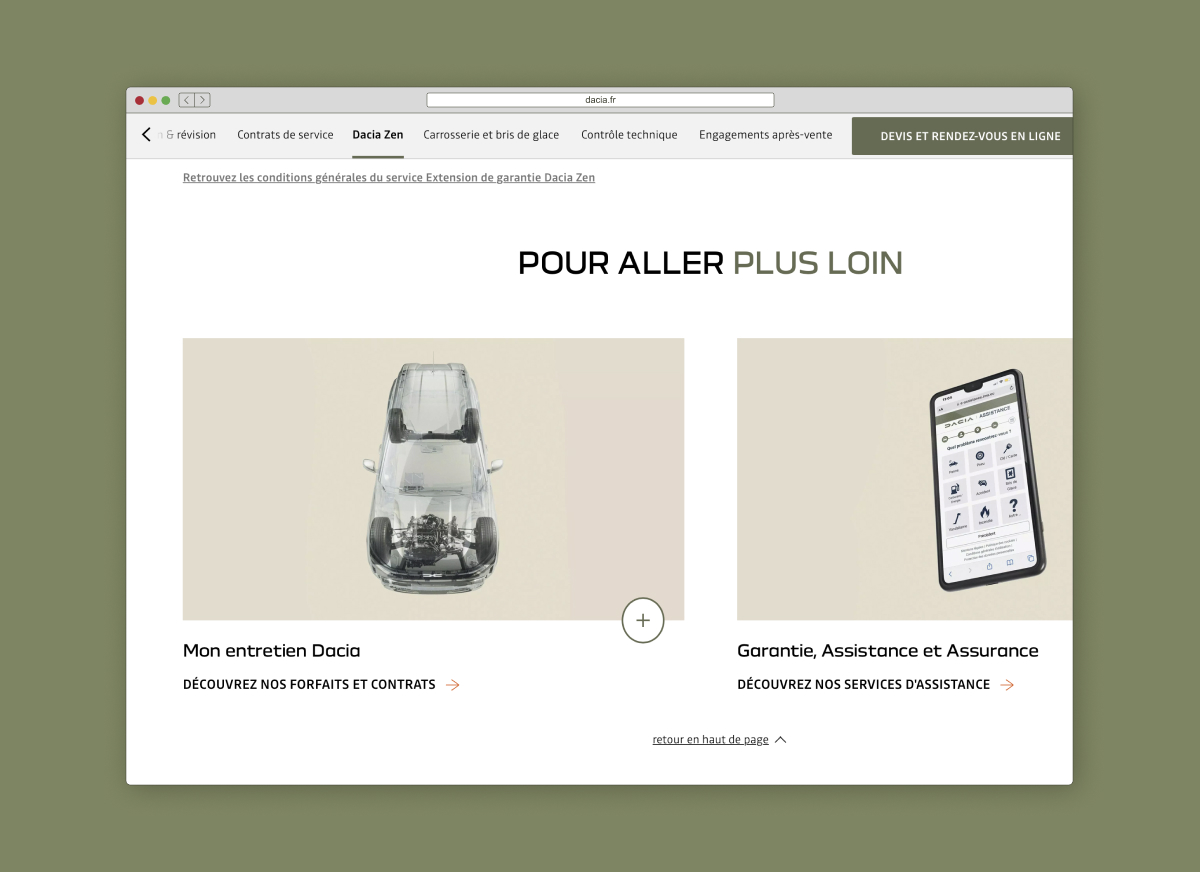 dacia.fr
& révision
Contrats de service
Dacia Zen
Carrosserie et bris de glace
Contrôle technique
Engagements après-vente
DEVIS ET RENDEZ-VOUS EN LIGNE
Retrouvez les conditions générales du service Extension de garantie Dacia Zen
POUR ALLER PLUS LOIN
DACIA ASSISTANCE
Quel problème rencontrez-vous ?
Panne
Pneu
Clé / Carte
Accident
Bris de
Glace
Incendie
Autre
Précédent
Mon entretien Dacia
DÉCOUVREZ NOS FORFAITS ET CONTRATS
Garantie, Assistance et Assurance
DÉCOUVREZ NOS SERVICES D'ASSISTANCE
retour en haut de page